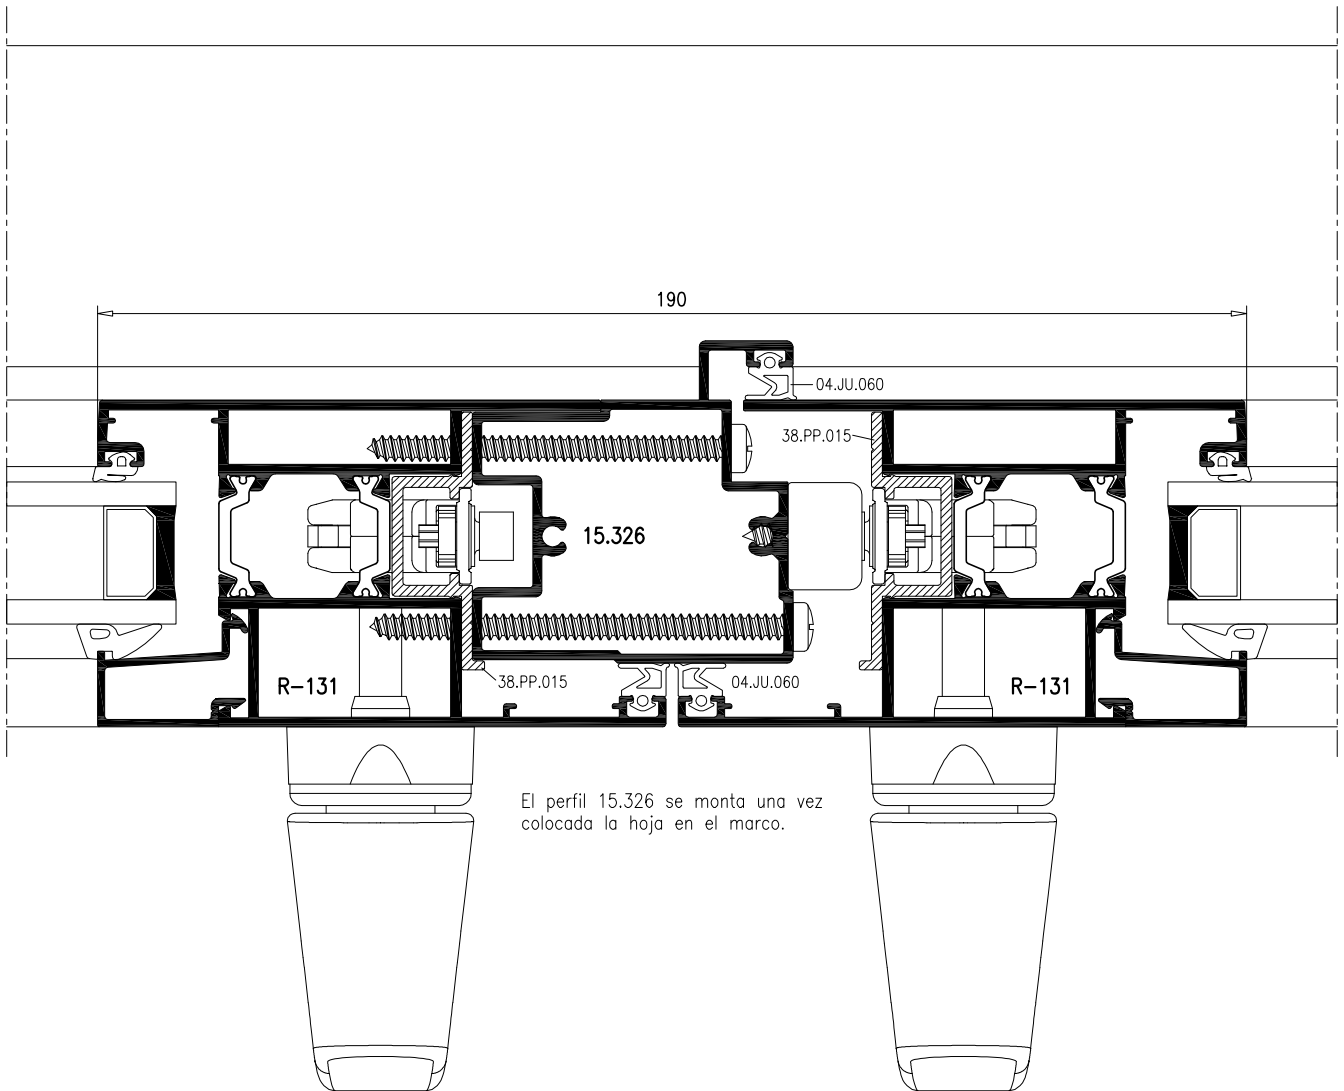 190
04.JU.060
38.PP.015
15.326
38.PP.015
04.JU.060
R-131
R-131
El perfil 15.326 se monta una vez
colocada la hoja en el marco.